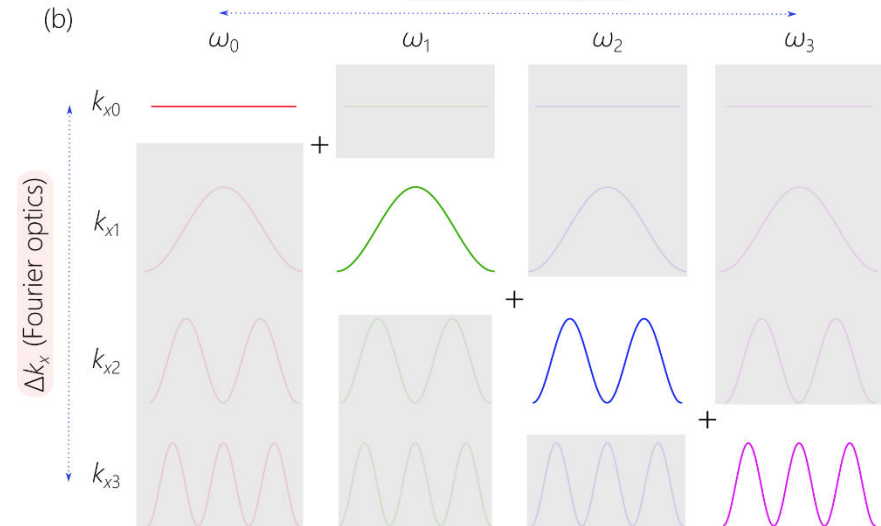 (b)
ω₀ ω₁ ω₂ ω₃
kₓ₀
+
kₓ₁
+
kₓ₂
+
kₓ₃
Δkₓ (Fourier optics)